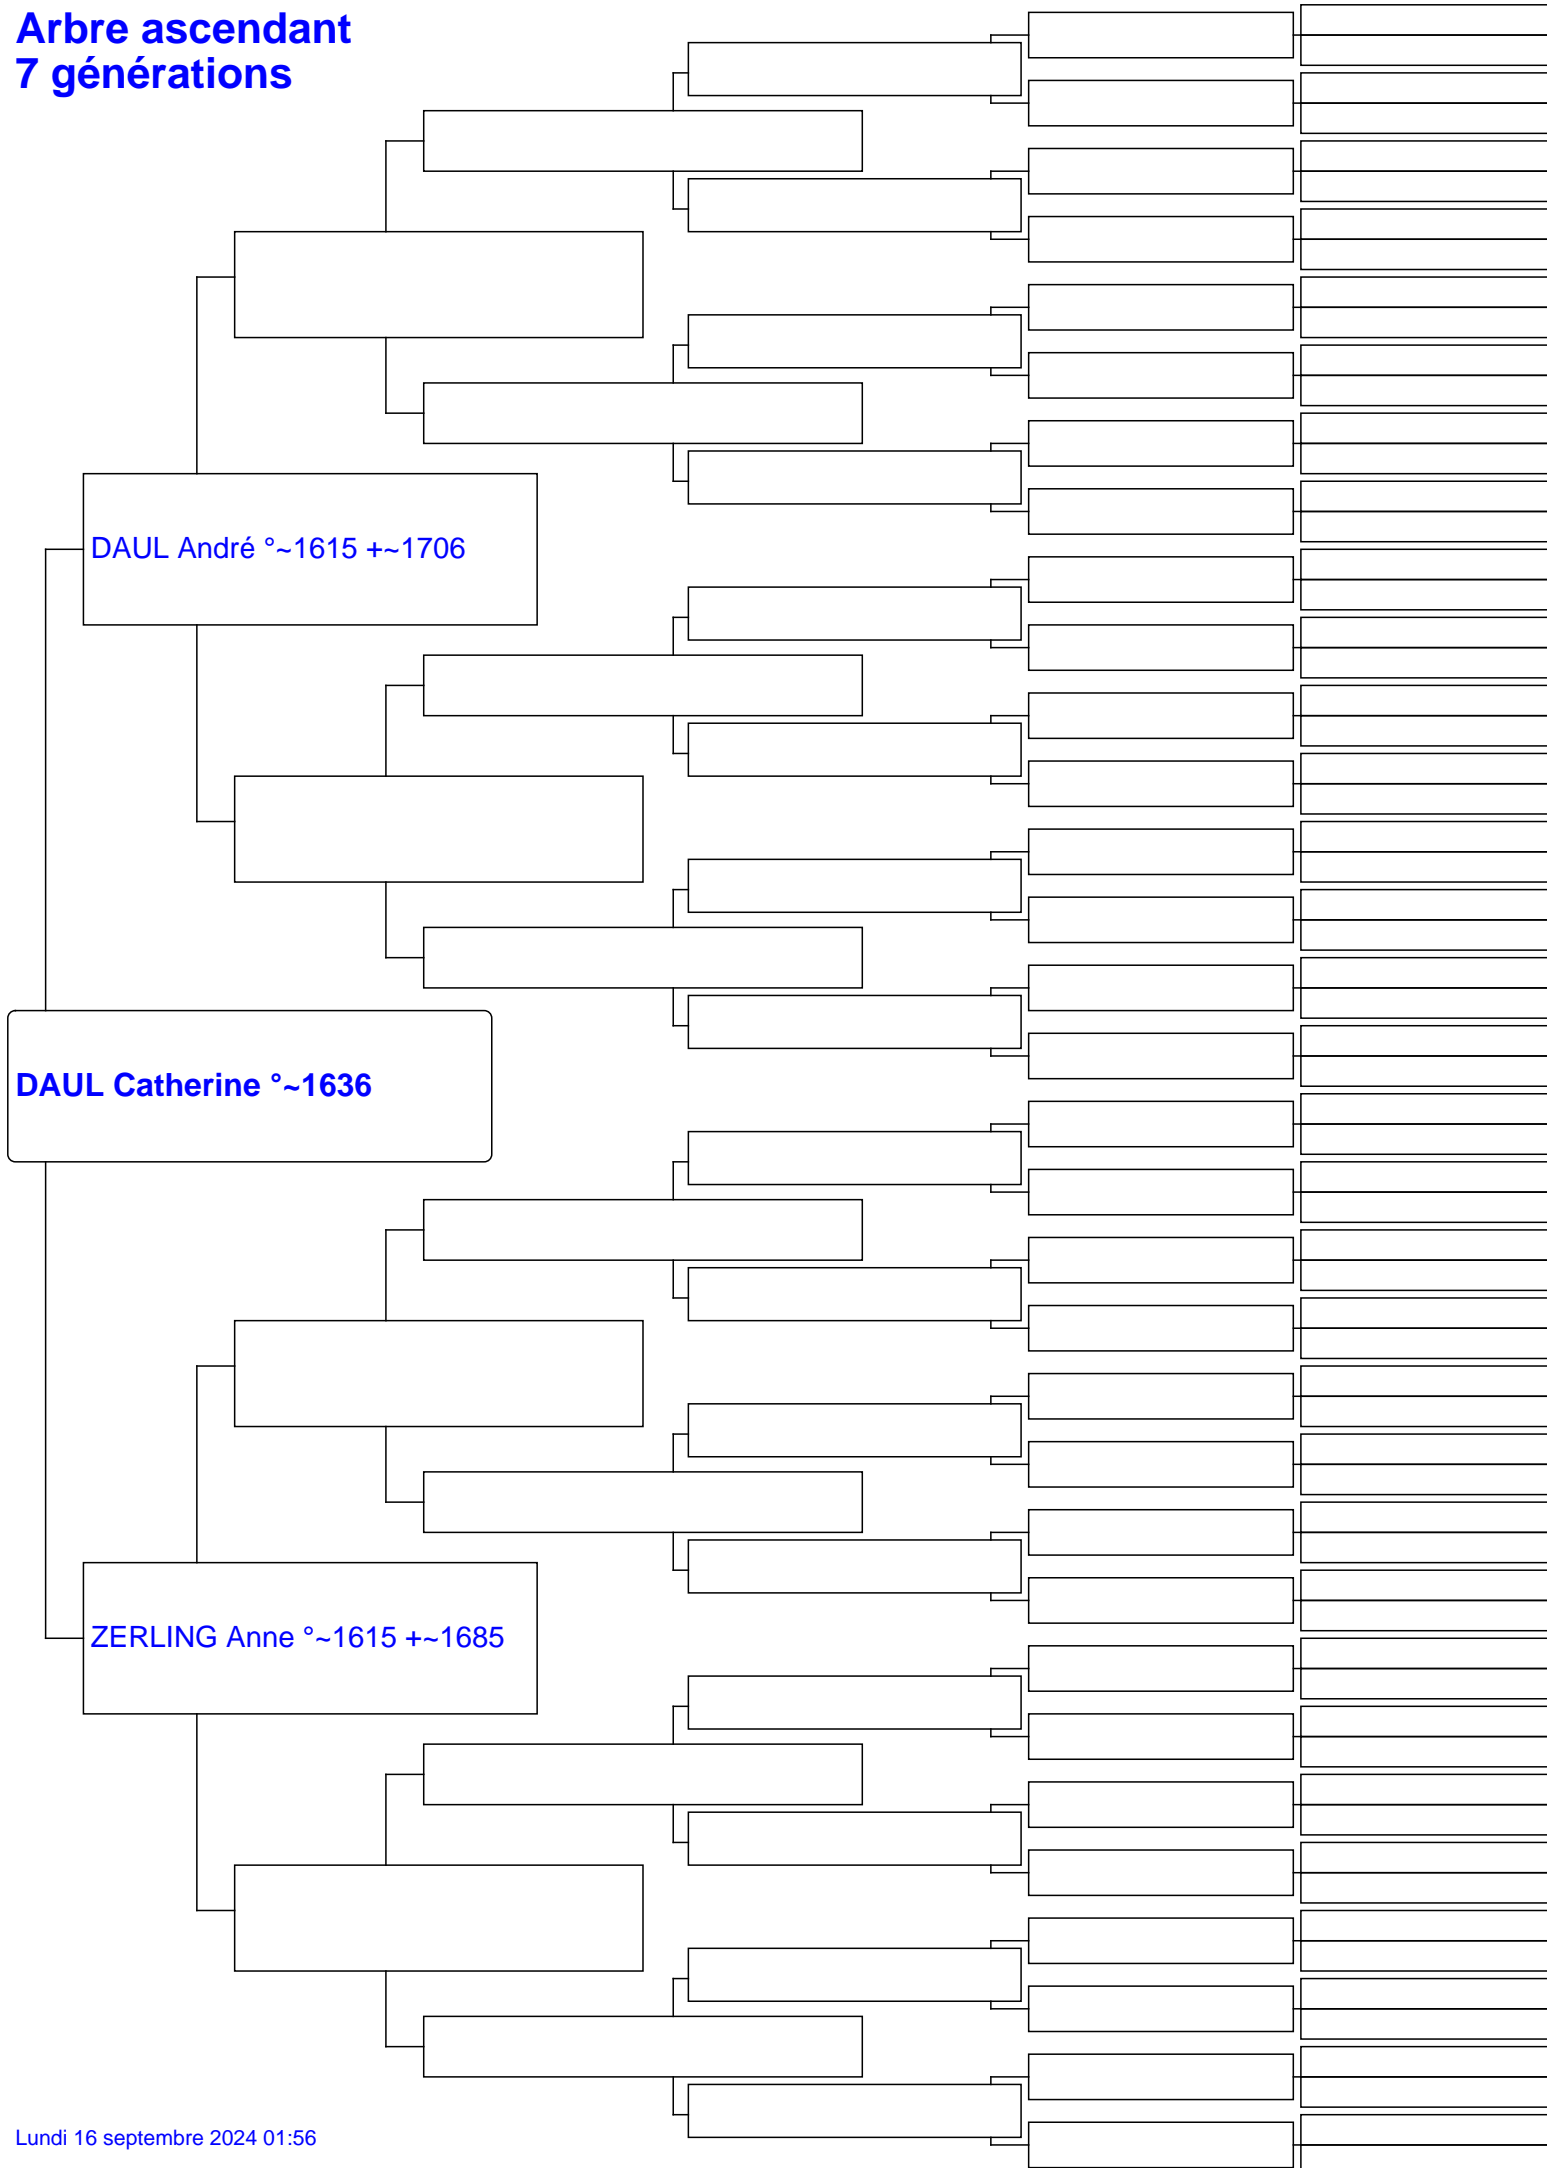 Arbre ascendant
7 générations
DAUL André °~1615 +~1706
DAUL Catherine °~1636
ZERLING Anne °~1615 +~1685
Lundi 16 septembre 2024 01:56